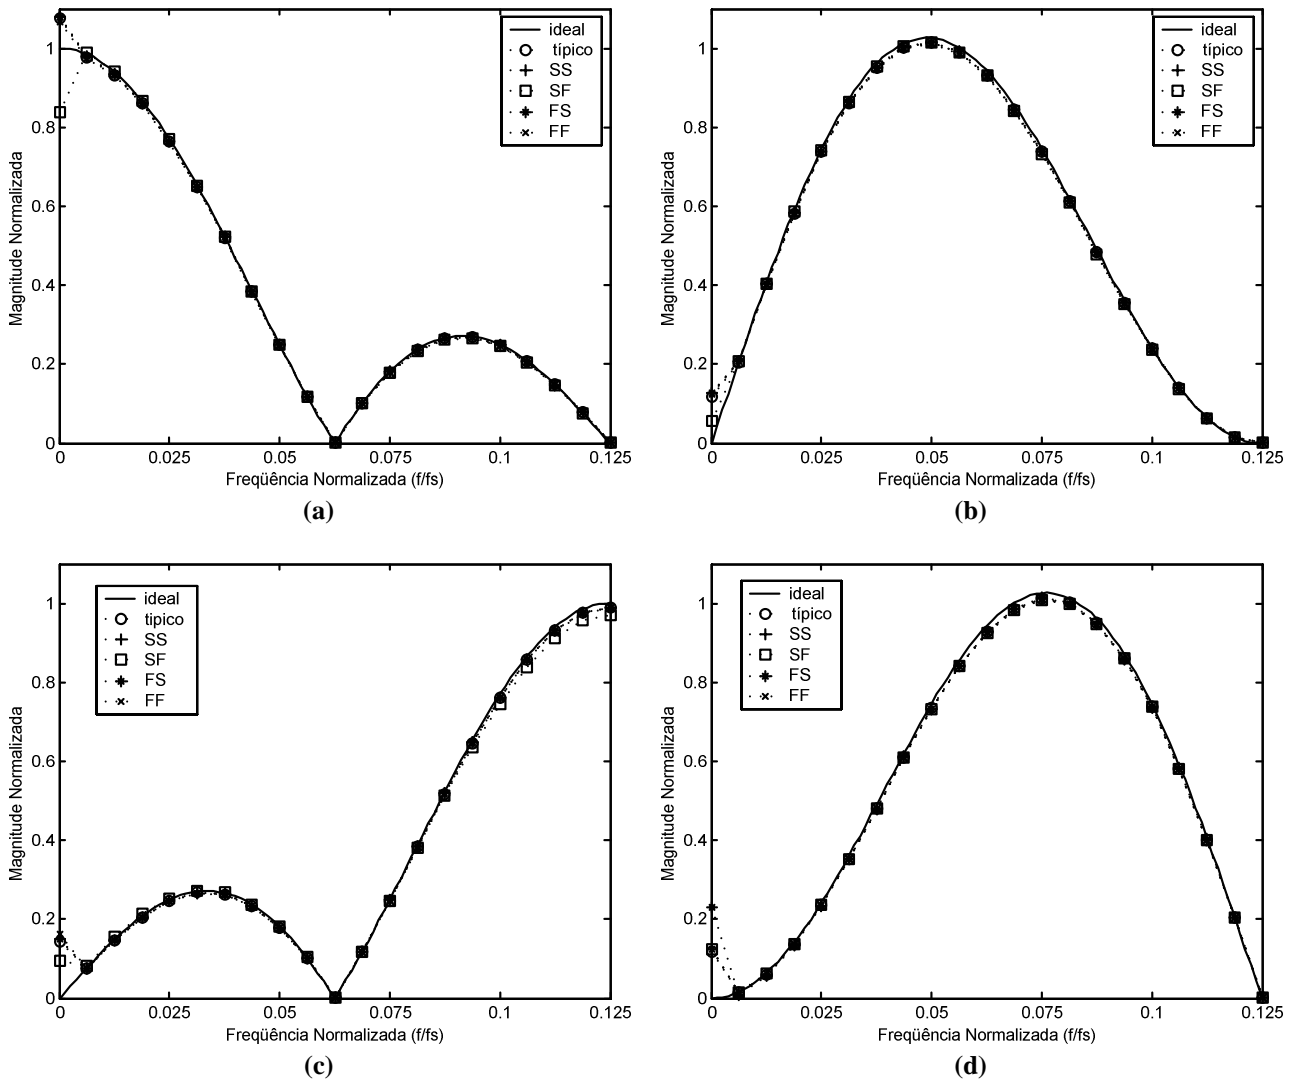 ideal
típico
SS
SF
FS
FF
1
0.8
0.6
0.4
0.2
0
Magnitude Normalizada
0 0.025 0.05 0.075 0.1 0.125
Freqüência Normalizada (f/fs)
(a)
ideal
típico
SS
SF
FS
FF
1
0.8
0.6
0.4
0.2
0
Magnitude Normalizada
0 0.025 0.05 0.075 0.1 0.125
Freqüência Normalizada (f/fs)
(b)
ideal
tipico
SS
SF
FS
FF
1
0.8
0.6
0.4
0.2
0
Magnitude Normalizada
0 0.025 0.05 0.075 0.1 0.125
Freqüência Normalizada (f/fs)
(c)
ideal
típico
SS
SF
FS
FF
1
0.8
0.6
0.4
0.2
0
Magnitude Normalizada
0 0.025 0.05 0.075 0.1 0.125
Freqüência Normalizada (f/fs)
(d)